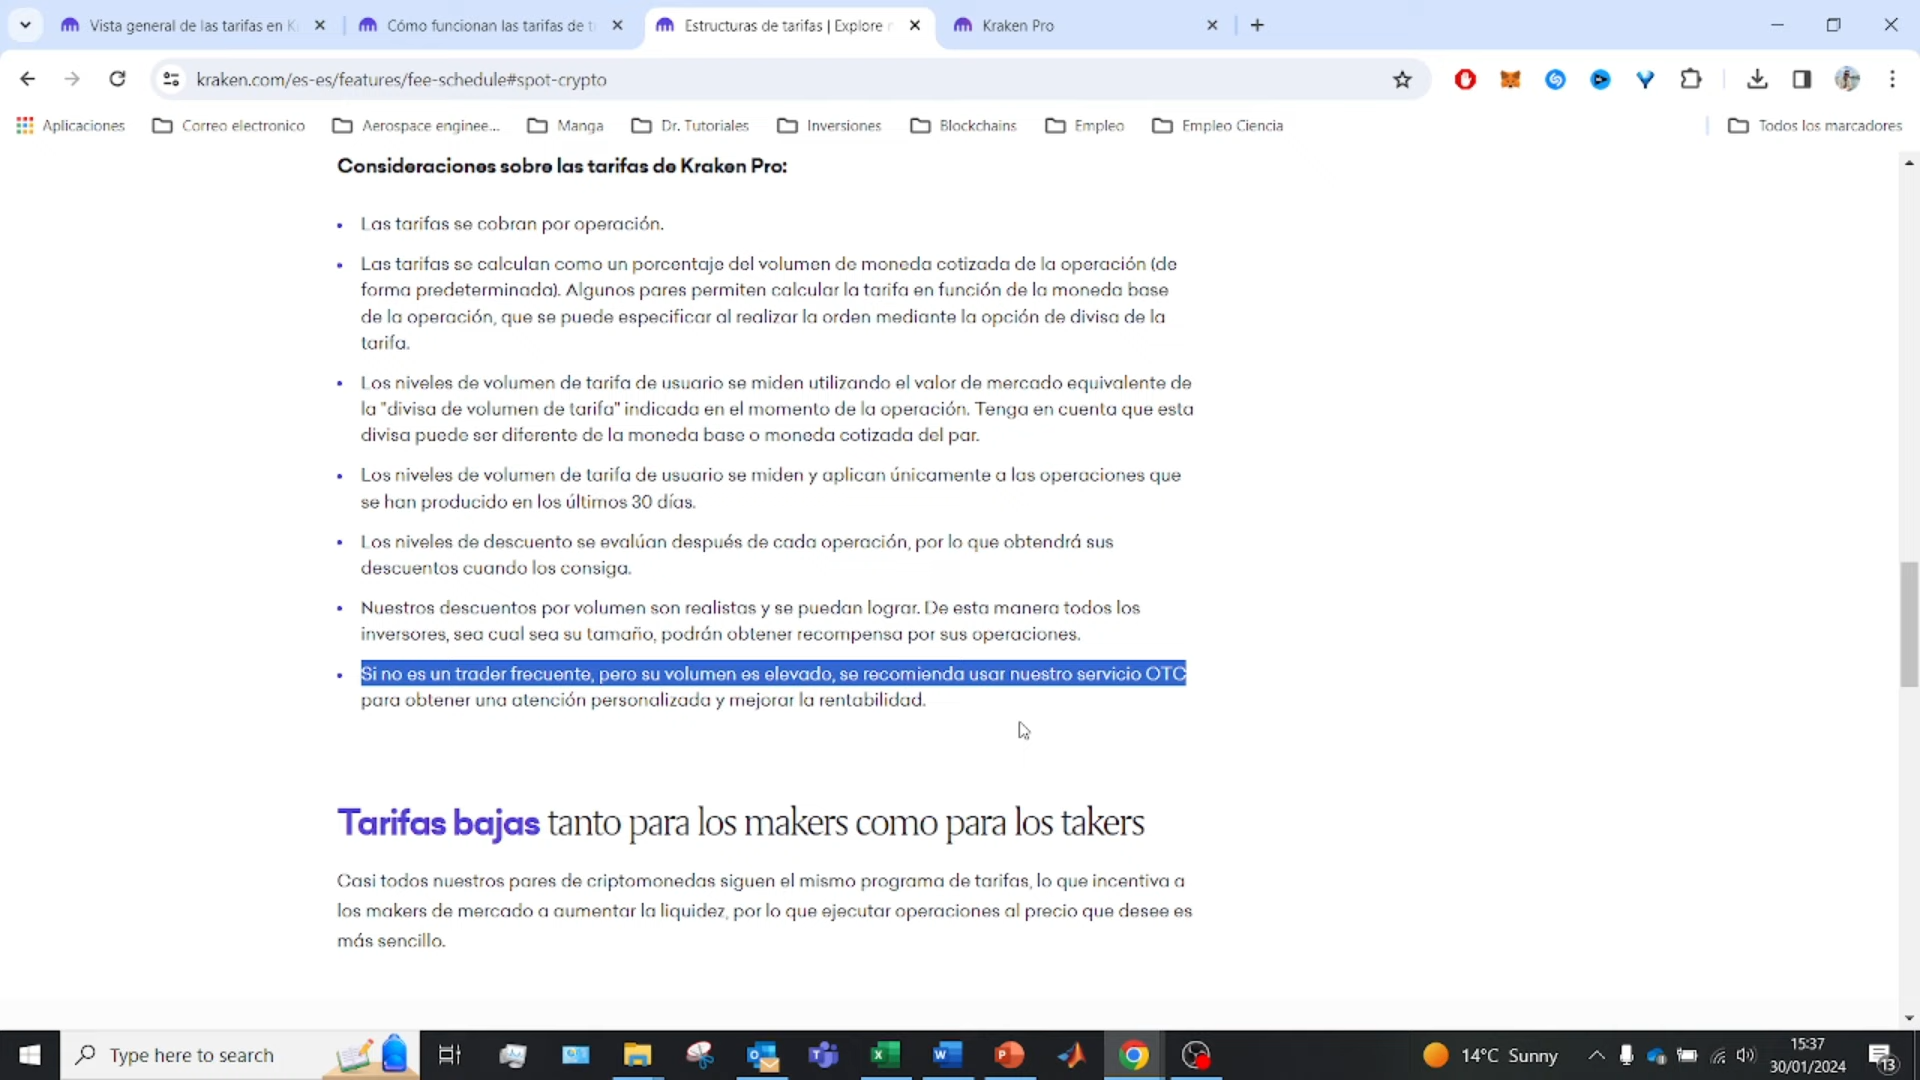 Vista general de las tarifas en K
Cómo funcionan las tarifas de t
Estructuras de tarifas | Explore n
Kraken Pro
kraken.com/es-es/features/fee-schedule#spot-crypto
Aplicaciones
Correo electronico
Aerospace enginee...
Manga
Dr. Tutoriales
Inversiones
Blockchains
Empleo
Empleo Ciencia
Todos los marcadores
Consideraciones sobre las tarifas de Kraken Pro:
• Las tarifas se cobran por operación.
• Las tarifas se calculan como un porcentaje del volumen de moneda cotizada de la operación (de
forma predeterminada). Algunos pares permiten calcular la tarifa en función de la moneda base
de la operación, que se puede especificar al realizar la orden mediante la opción de divisa de la
tarifa.
• Los niveles de volumen de tarifa de usuario se miden utilizando el valor de mercado equivalente de
la "divisa de volumen de tarifa" indicada en el momento de la operación. Tenga en cuenta que esta
divisa puede ser diferente de la moneda base o moneda cotizada del par.
• Los niveles de volumen de tarifa de usuario se miden y aplican únicamente a las operaciones que
se han producido en los últimos 30 días.
• Los niveles de descuento se evalúan después de cada operación, por lo que obtendrá sus
descuentos cuando los consiga.
• Nuestros descuentos por volumen son realistas y se puedan lograr. De esta manera todos los
inversores, sea cual sea su tamaño, podrán obtener recompensa por sus operaciones.
• Si no es un trader frecuente, pero su volumen es elevado, se recomienda usar nuestro servicio OTC
para obtener una atención personalizada y mejorar la rentabilidad.
Tarifas bajas tanto para los makers como para los takers
Casi todos nuestros pares de criptomonedas siguen el mismo programa de tarifas, lo que incentiva a
los makers de mercado a aumentar la liquidez, por lo que ejecutar operaciones al precio que desee es
más sencillo.
Type here to search
14°C Sunny
15:37
30/01/2024
13